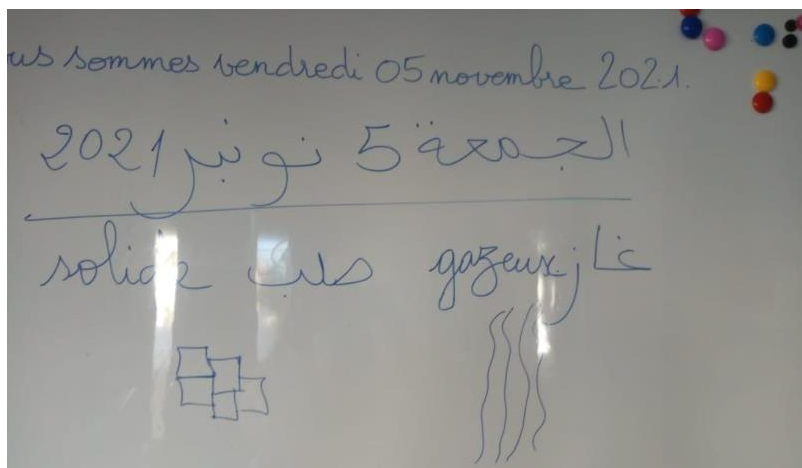 us sommes vendredi 05 novembre 2021.
الجمعة 5 نونبر 2021
solide صلب gazeux غاز